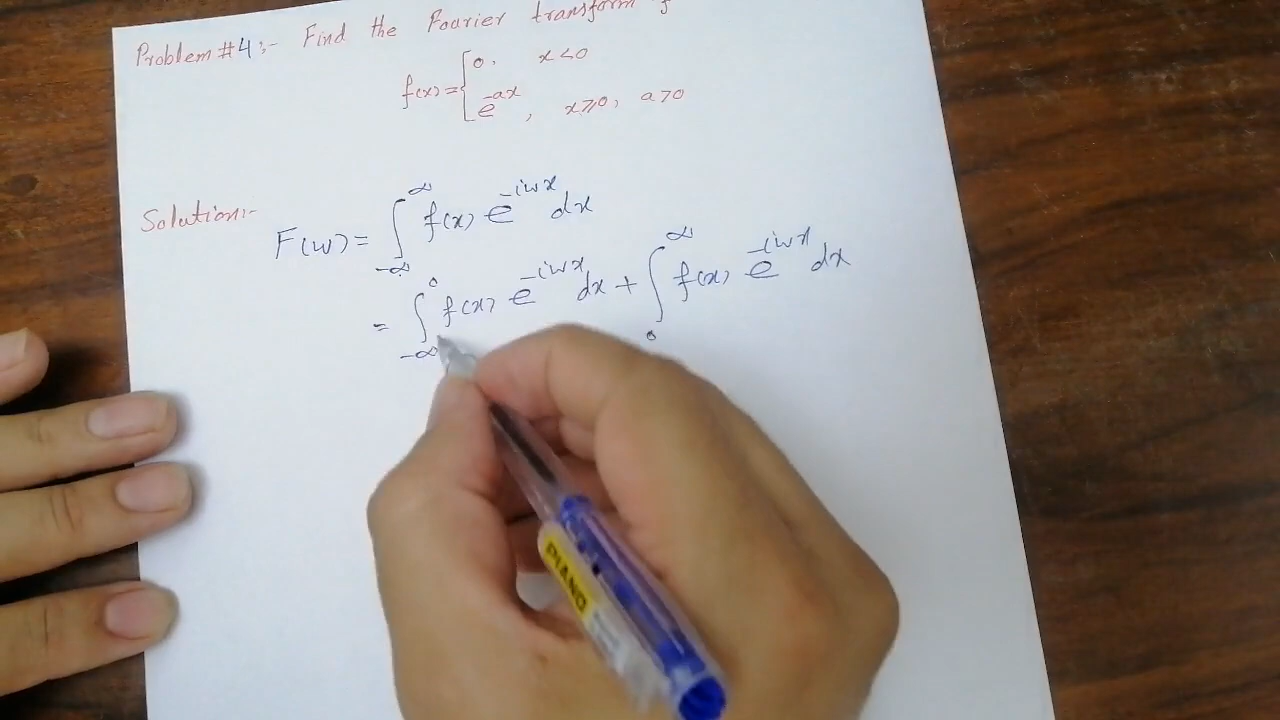 Problem #4:- Find the Fourier transform of
f(x) = { 0, x<0
e^-ax, x≥0, a>0
Solution:-
F(w) = ∫_-∞^∞ f(x) e^-iwx dx
= ∫_-∞^0 f(x) e^-iwx dx + ∫_0^∞ f(x) e^-iwx dx
PIANO